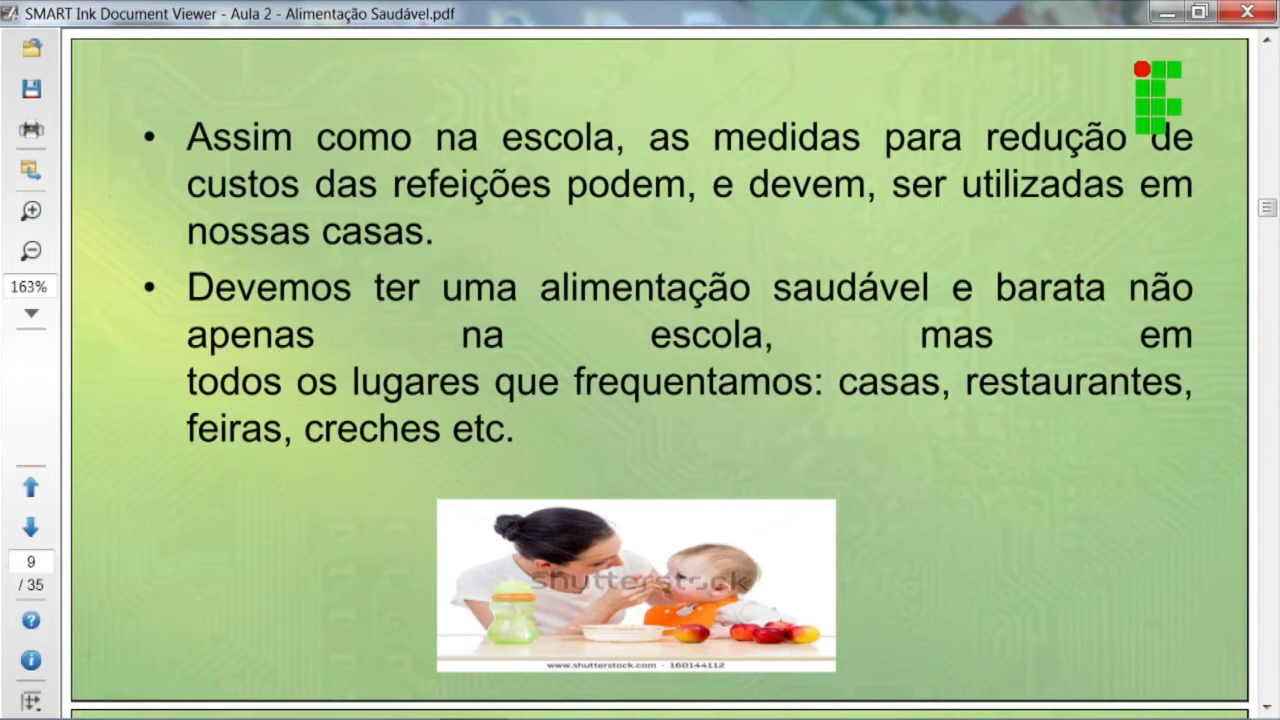 SMART Ink Document Viewer - Aula 2 - Alimentação Saudável.pdf
• Assim como na escola, as medidas para redução de
custos das refeições podem, e devem, ser utilizadas em
nossas casas.
• Devemos ter uma alimentação saudável e barata não
apenas na escola, mas em
todos os lugares que frequentamos: casas, restaurantes,
feiras, creches etc.
163%
9
/ 35
shutterstock
www.shutterstock.com · 160144112